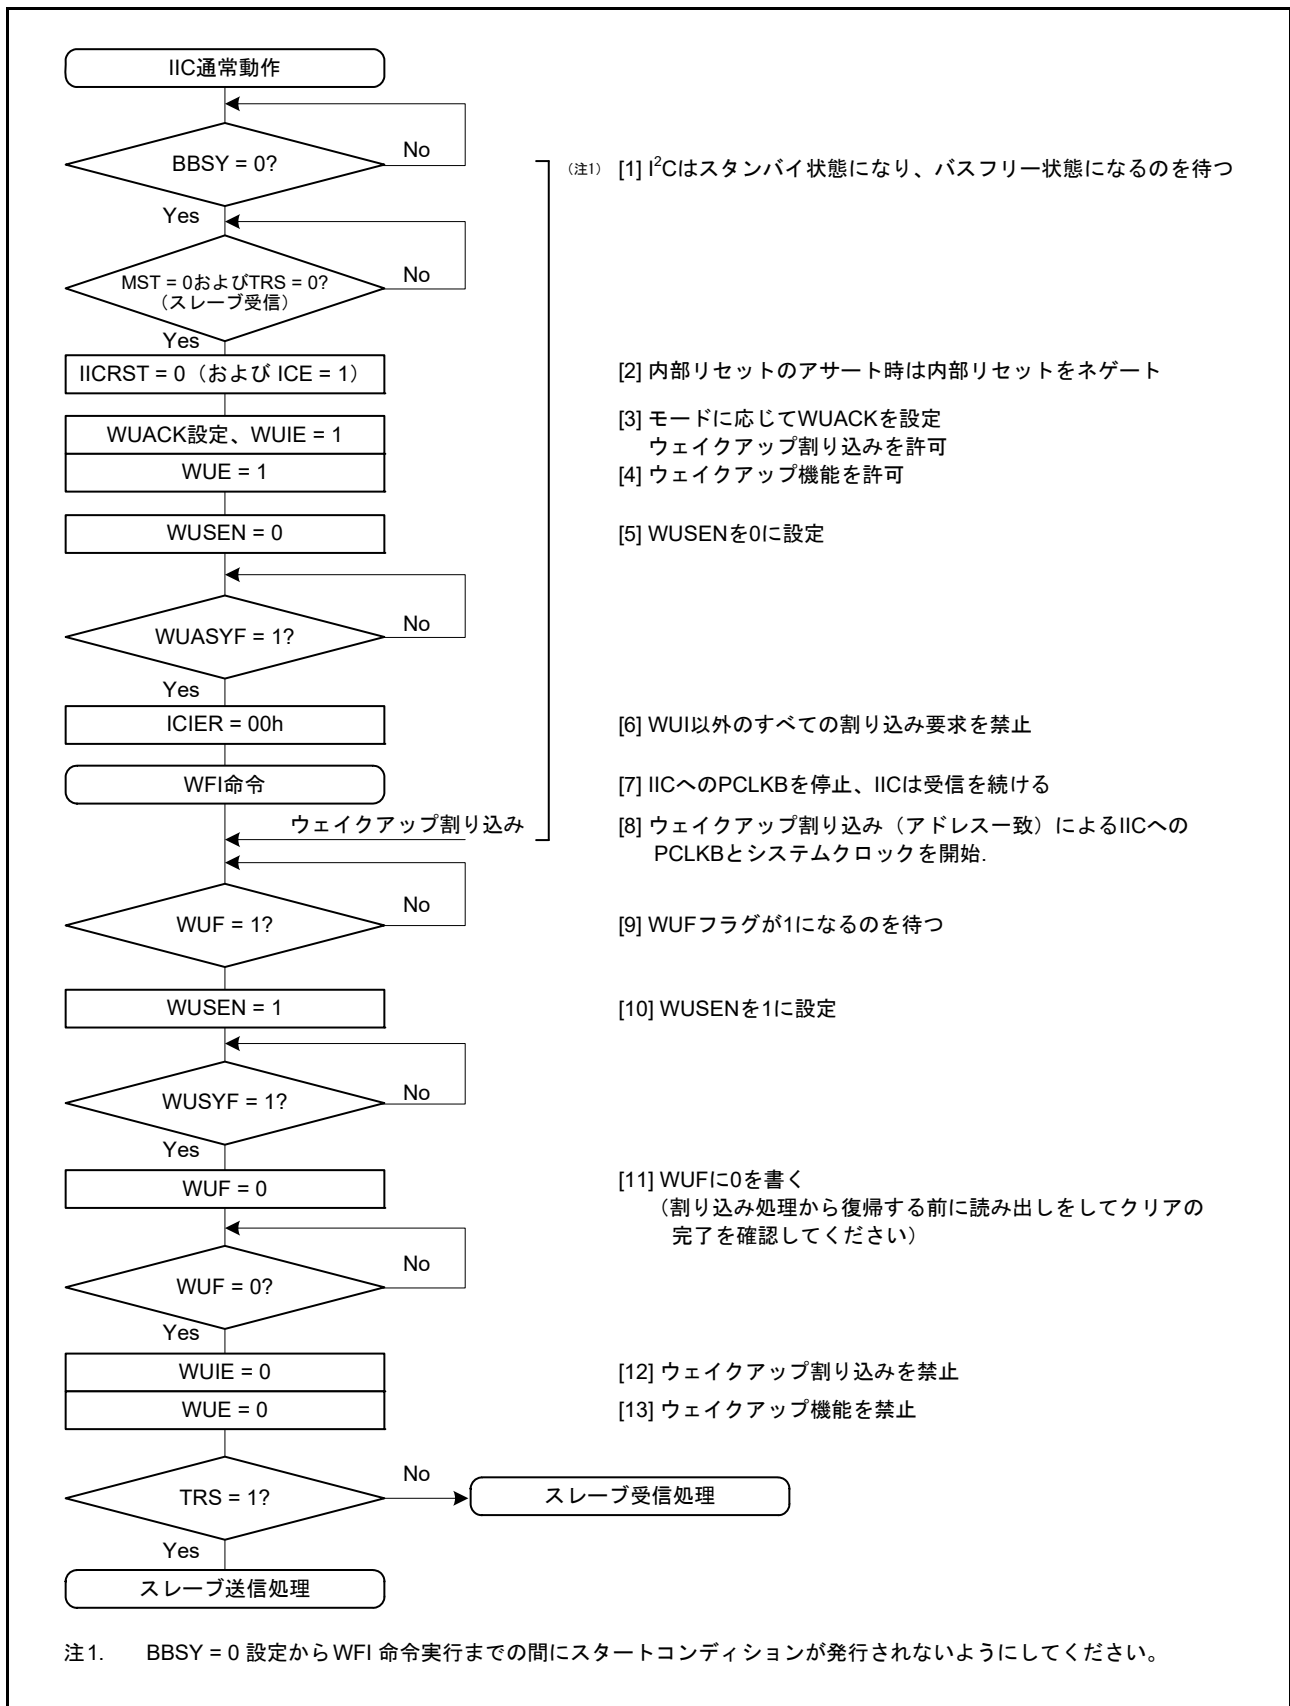 IIC通常動作
BBSY = 0?
No
（注1） [1] I²Cはスタンバイ状態になり、バスフリー状態になるのを待つ
Yes
MST = 0およびTRS = 0?
（スレーブ受信）
No
Yes
IICRST = 0（および ICE = 1）
[2] 内部リセットのアサート時は内部リセットをネゲート
WUACK設定、WUIE = 1
[3] モードに応じてWUACKを設定
ウェイクアップ割り込みを許可
WUE = 1
[4] ウェイクアップ機能を許可
WUSEN = 0
[5] WUSENを0に設定
WUASYF = 1?
No
Yes
ICIER = 00h
[6] WUI以外のすべての割り込み要求を禁止
WFI命令
[7] IICへのPCLKBを停止、IICは受信を続ける
ウェイクアップ割り込み
[8] ウェイクアップ割り込み（アドレス一致）によるIICへの
PCLKBとシステムクロックを開始.
WUF = 1?
No
[9] WUFフラグが1になるのを待つ
WUSEN = 1
[10] WUSENを1に設定
WUSYF = 1?
No
Yes
WUF = 0
[11] WUFに0を書く
（割り込み処理から復帰する前に読み出しをしてクリアの
完了を確認してください）
WUF = 0?
No
Yes
WUIE = 0
[12] ウェイクアップ割り込みを禁止
WUE = 0
[13] ウェイクアップ機能を禁止
TRS = 1?
No
スレーブ受信処理
Yes
スレーブ送信処理
注1. BBSY = 0 設定からWFI 命令実行までの間にスタートコンディションが発行されないようにしてください。